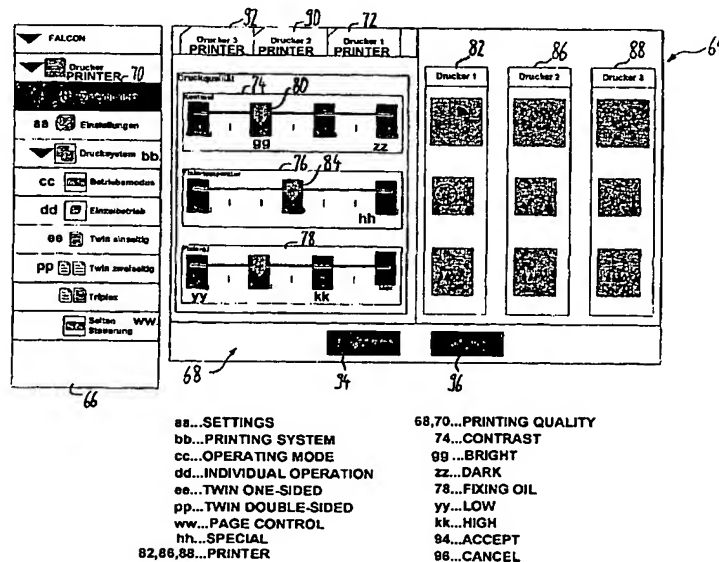 92
90
72
FALCON
Drucker
PRINTER
70
88 Einstellungen
Drucksystem bb
cc Betriebsmodus
dd Einzelbetrieb
ee Twin einseitig
pp Twin zweiseitig
Triplex
Seiten Steuerung ww
66
Drucker 3
PRINTER
Drucker 2
PRINTER
Drucker 1
PRINTER
Druckqualität
74
80
Kontrast
gg
zz
76
84
hh
78
yy
kk
82
86
88
64
Drucker 1
Drucker 2
Drucker 3
68
94
96
aa...SETTINGS
bb...PRINTING SYSTEM
cc...OPERATING MODE
dd...INDIVIDUAL OPERATION
ee...TWIN ONE-SIDED
pp...TWIN DOUBLE-SIDED
ww...PAGE CONTROL
hh...SPECIAL
82,86,88...PRINTER
68,70...PRINTING QUALITY
74...CONTRAST
gg...BRIGHT
zz...DARK
78...FIXING OIL
yy...LOW
kk...HIGH
94...ACCEPT
96...CANCEL